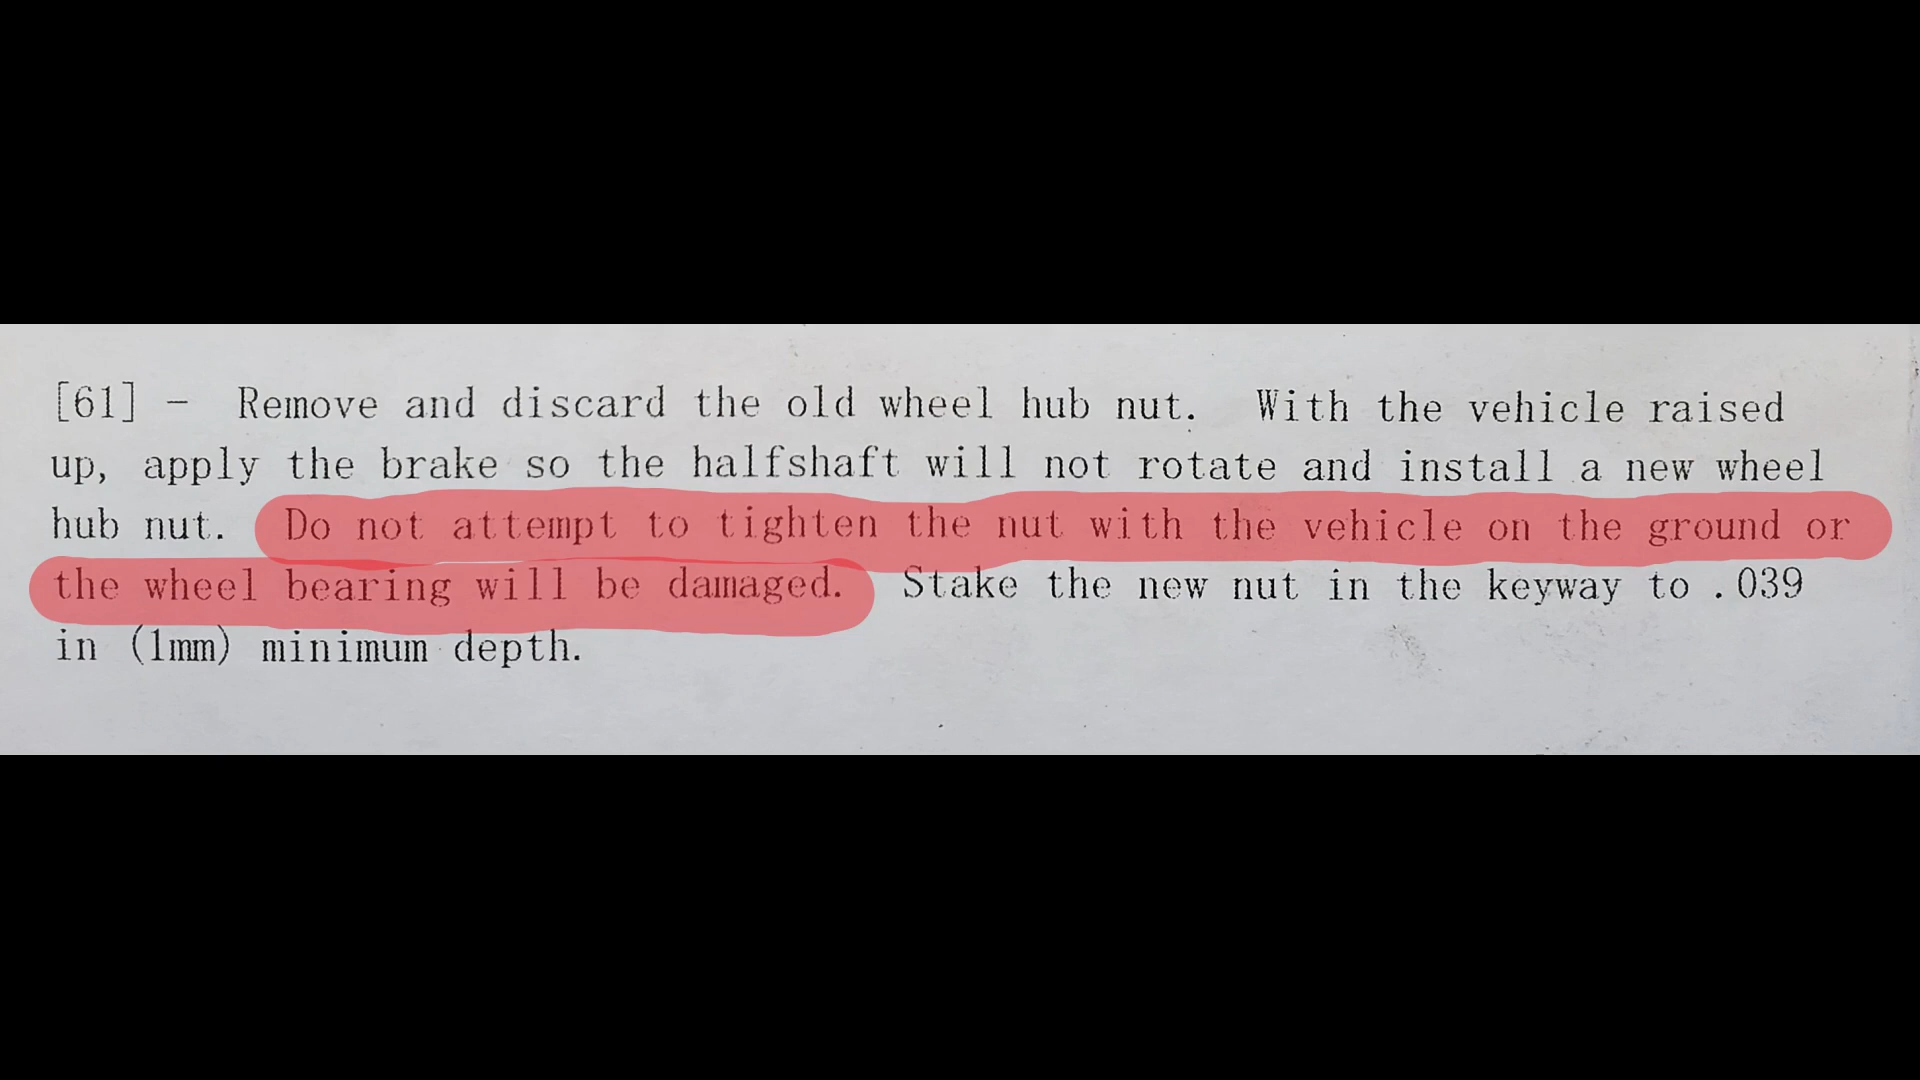 [61] - Remove and discard the old wheel hub nut. With the vehicle raised
up, apply the brake so the halfshaft will not rotate and install a new wheel
hub nut. Do not attempt to tighten the nut with the vehicle on the ground or
the wheel bearing will be damaged. Stake the new nut in the keyway to .039
in (1mm) minimum depth.